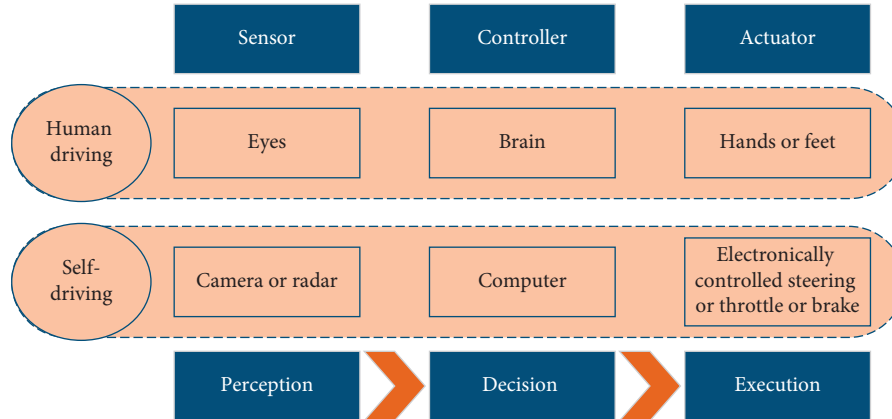 Sensor
Controller
Actuator
Human
driving
Eyes
Brain
Hands or feet
Self-
driving
Camera or radar
Computer
Electronically
controlled steering
or throttle or brake
Perception
Decision
Execution